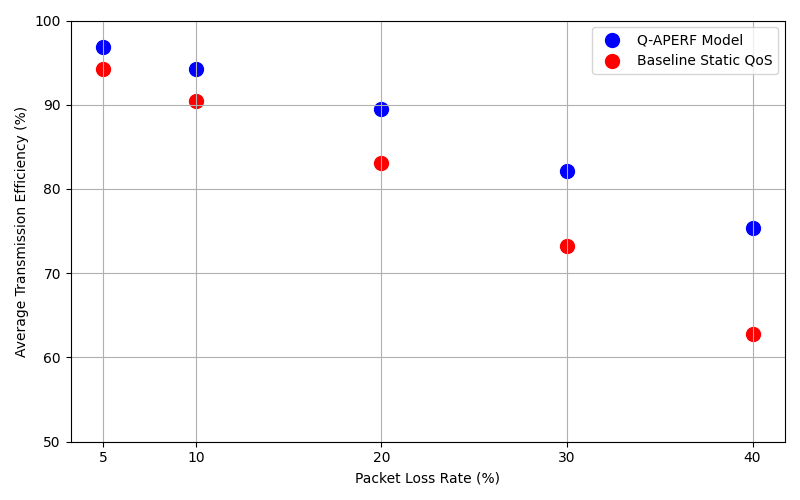 100
90
80
70
60
50
Average Transmission Efficiency (%)
Q-APERF Model
Baseline Static QoS
5 10 20 30 40
Packet Loss Rate (%)